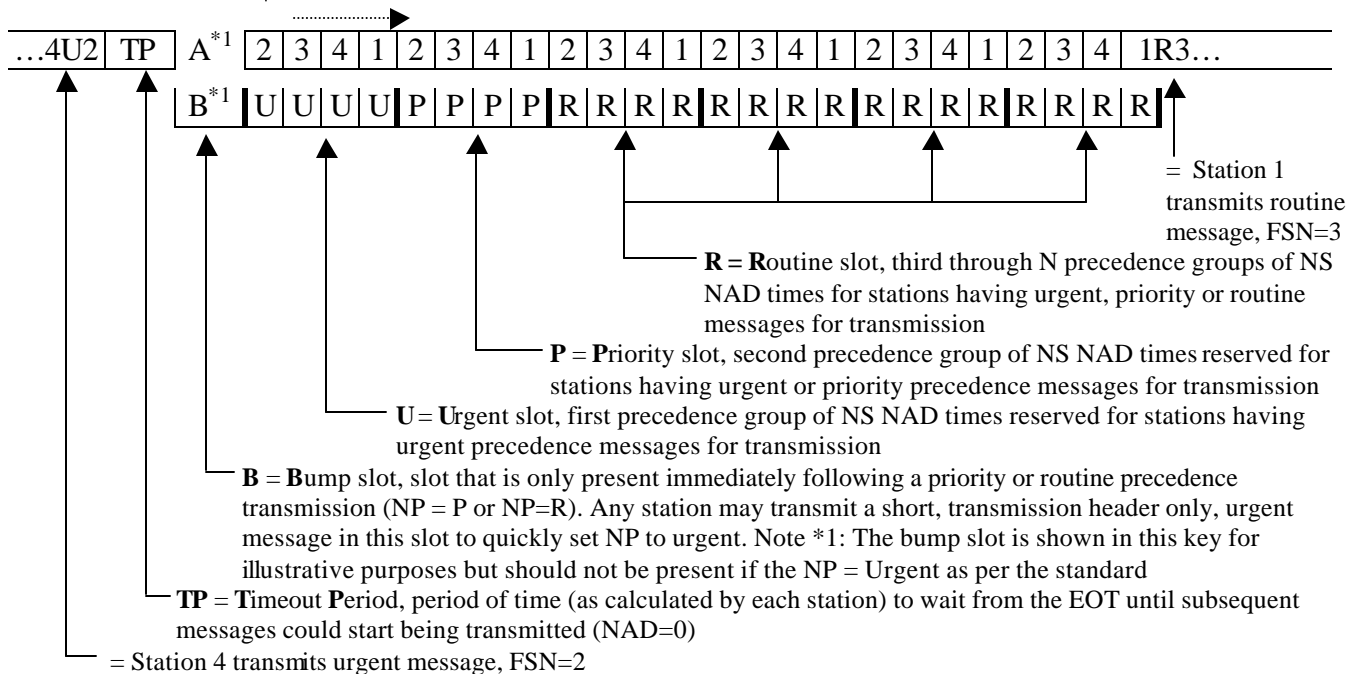 …4U2 TP A*1 2 3 4 1 2 3 4 1 2 3 4 1 2 3 4 1 2 3 4 1 2 3 4 1R3…
B*1 U U U U P P P P R R R R R R R R R R R R R R R R
= Station 1
transmits routine
message, FSN=3
R = Routine slot, third through N precedence groups of NS
NAD times for stations having urgent, priority or routine
messages for transmission
P = Priority slot, second precedence group of NS NAD times reserved for
stations having urgent or priority precedence messages for transmission
U = Urgent slot, first precedence group of NS NAD times reserved for stations having
urgent precedence messages for transmission
B = Bump slot, slot that is only present immediately following a priority or routine precedence
transmission (NP = P or NP=R). Any station may transmit a short, transmission header only, urgent
message in this slot to quickly set NP to urgent. Note *1: The bump slot is shown in this key for
illustrative purposes but should not be present if the NP = Urgent as per the standard
TP = Timeout Period, period of time (as calculated by each station) to wait from the EOT until subsequent
messages could start being transmitted (NAD=0)
= Station 4 transmits urgent message, FSN=2